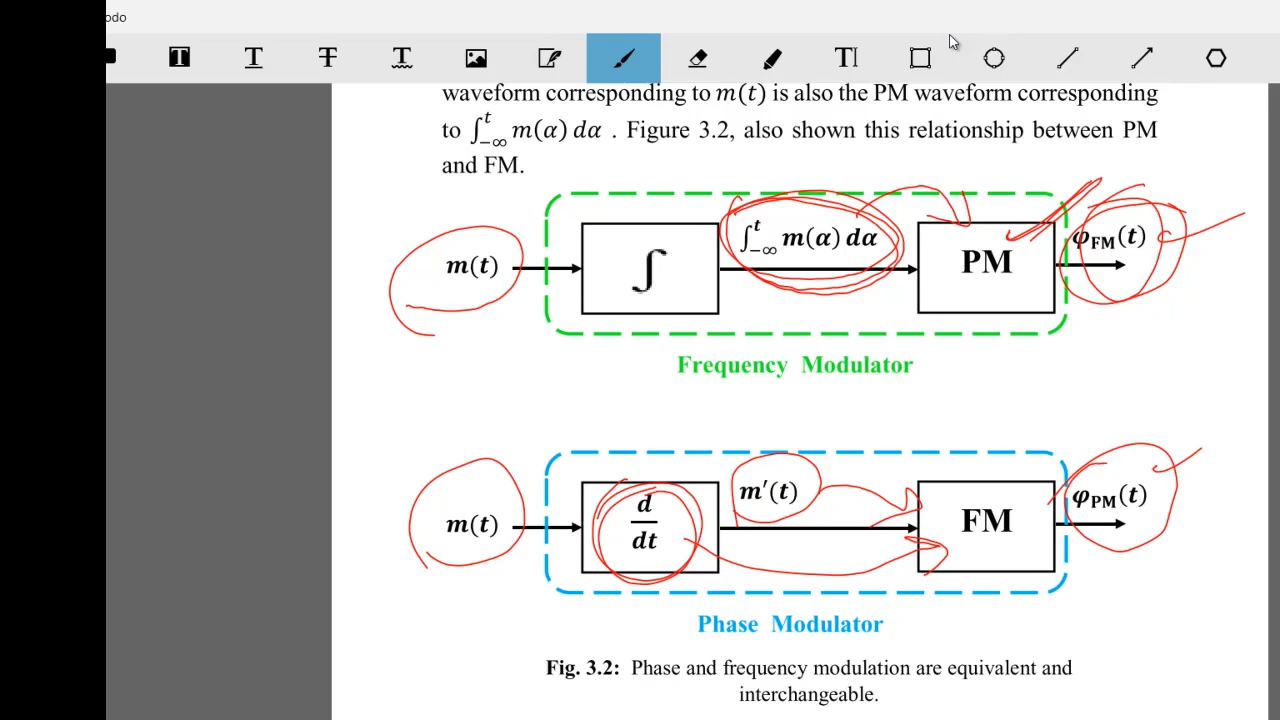 odo
T T T T TI
waveform corresponding to m(t) is also the PM waveform corresponding
to ∫_{−∞}^{t} m(α) dα . Figure 3.2, also shown this relationship between PM
and FM.
m(t) ∫ ∫_{−∞}^{t} m(α) dα PM φ_FM(t)
Frequency Modulator
m(t) d/dt m′(t) FM φ_PM(t)
Phase Modulator
Fig. 3.2: Phase and frequency modulation are equivalent and
interchangeable.